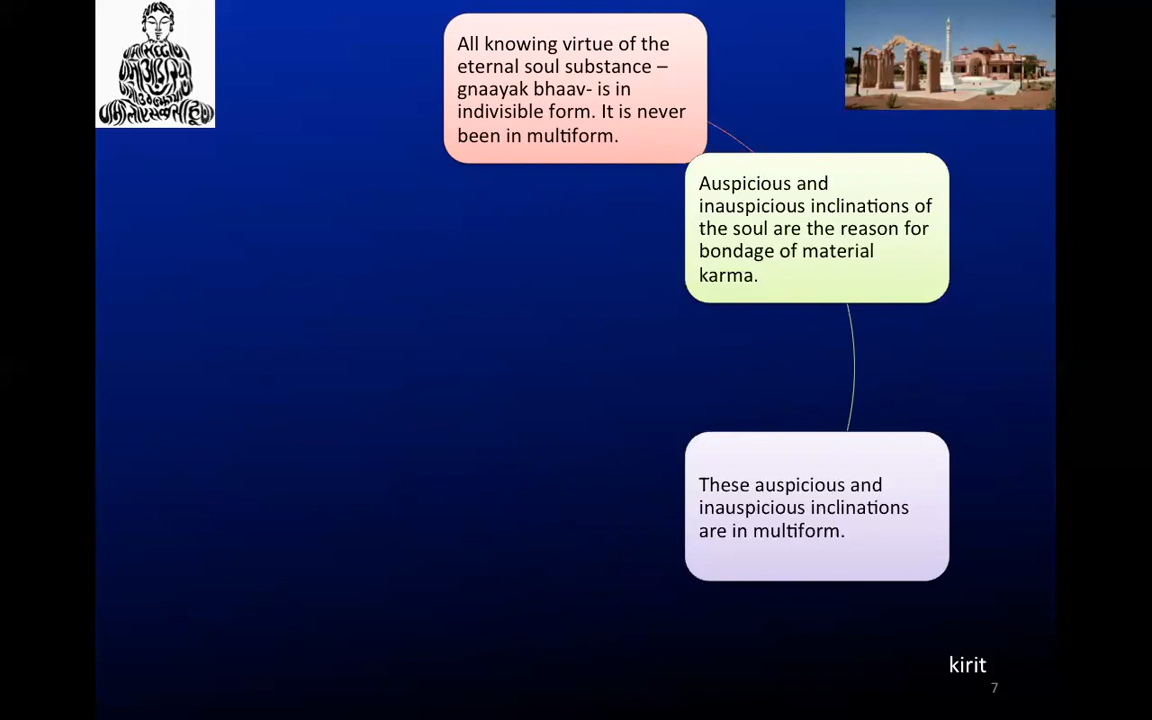 All knowing virtue of the
eternal soul substance –
gnaayak bhaav- is in
indivisible form. It is never
been in multiform.
Auspicious and
inauspicious inclinations of
the soul are the reason for
bondage of material
karma.
These auspicious and
inauspicious inclinations
are in multiform.
kirit
7